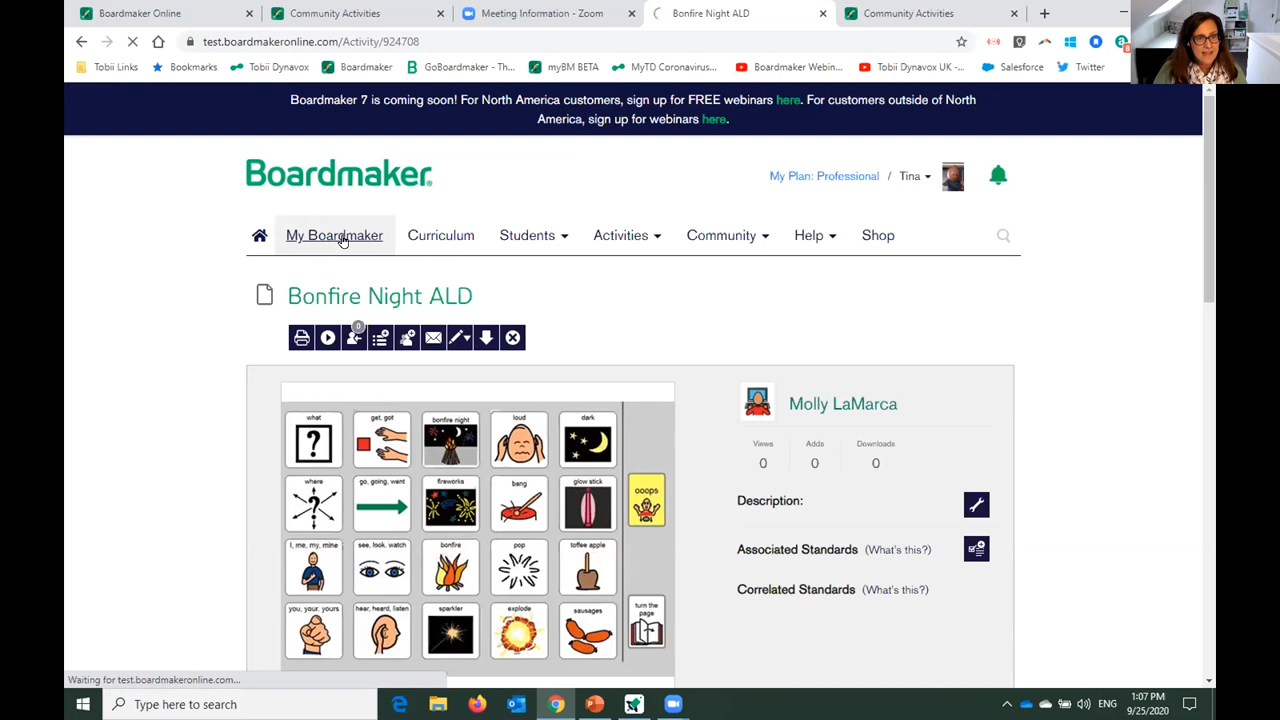 Boardmaker Online
Community Activities
Meeting Information - Zoom
Bonfire Night ALD
Community Activities
test.boardmakeronline.com/Activity/924708
Tobii Links
Bookmarks
Tobii Dynavox
Boardmaker
GoBoardmaker - Th...
myBM BETA
MyTD Coronavirus...
Boardmaker Webin...
Tobii Dynavox UK -...
Salesforce
Twitter
Boardmaker 7 is coming soon! For North America customers, sign up for FREE webinars here. For customers outside of North
America, sign up for webinars here.
Boardmaker®
My Plan: Professional / Tina
My Boardmaker Curriculum Students Activities Community Help Shop
Bonfire Night ALD
0
what get, got bonfire night loud dark
?
where go, going, went fireworks bang glow stick
?
ooops
I, me, my, mine see, look, watch bonfire pop toffee apple
you, your, yours hear, heard, listen sparkler explode sausages
turn the
page
Molly LaMarca
Views Adds Downloads
0 0 0
Description:
Associated Standards (What's this?)
Correlated Standards (What's this?)
Waiting for test.boardmakeronline.com...
Type here to search
ENG
1:07 PM
9/25/2020